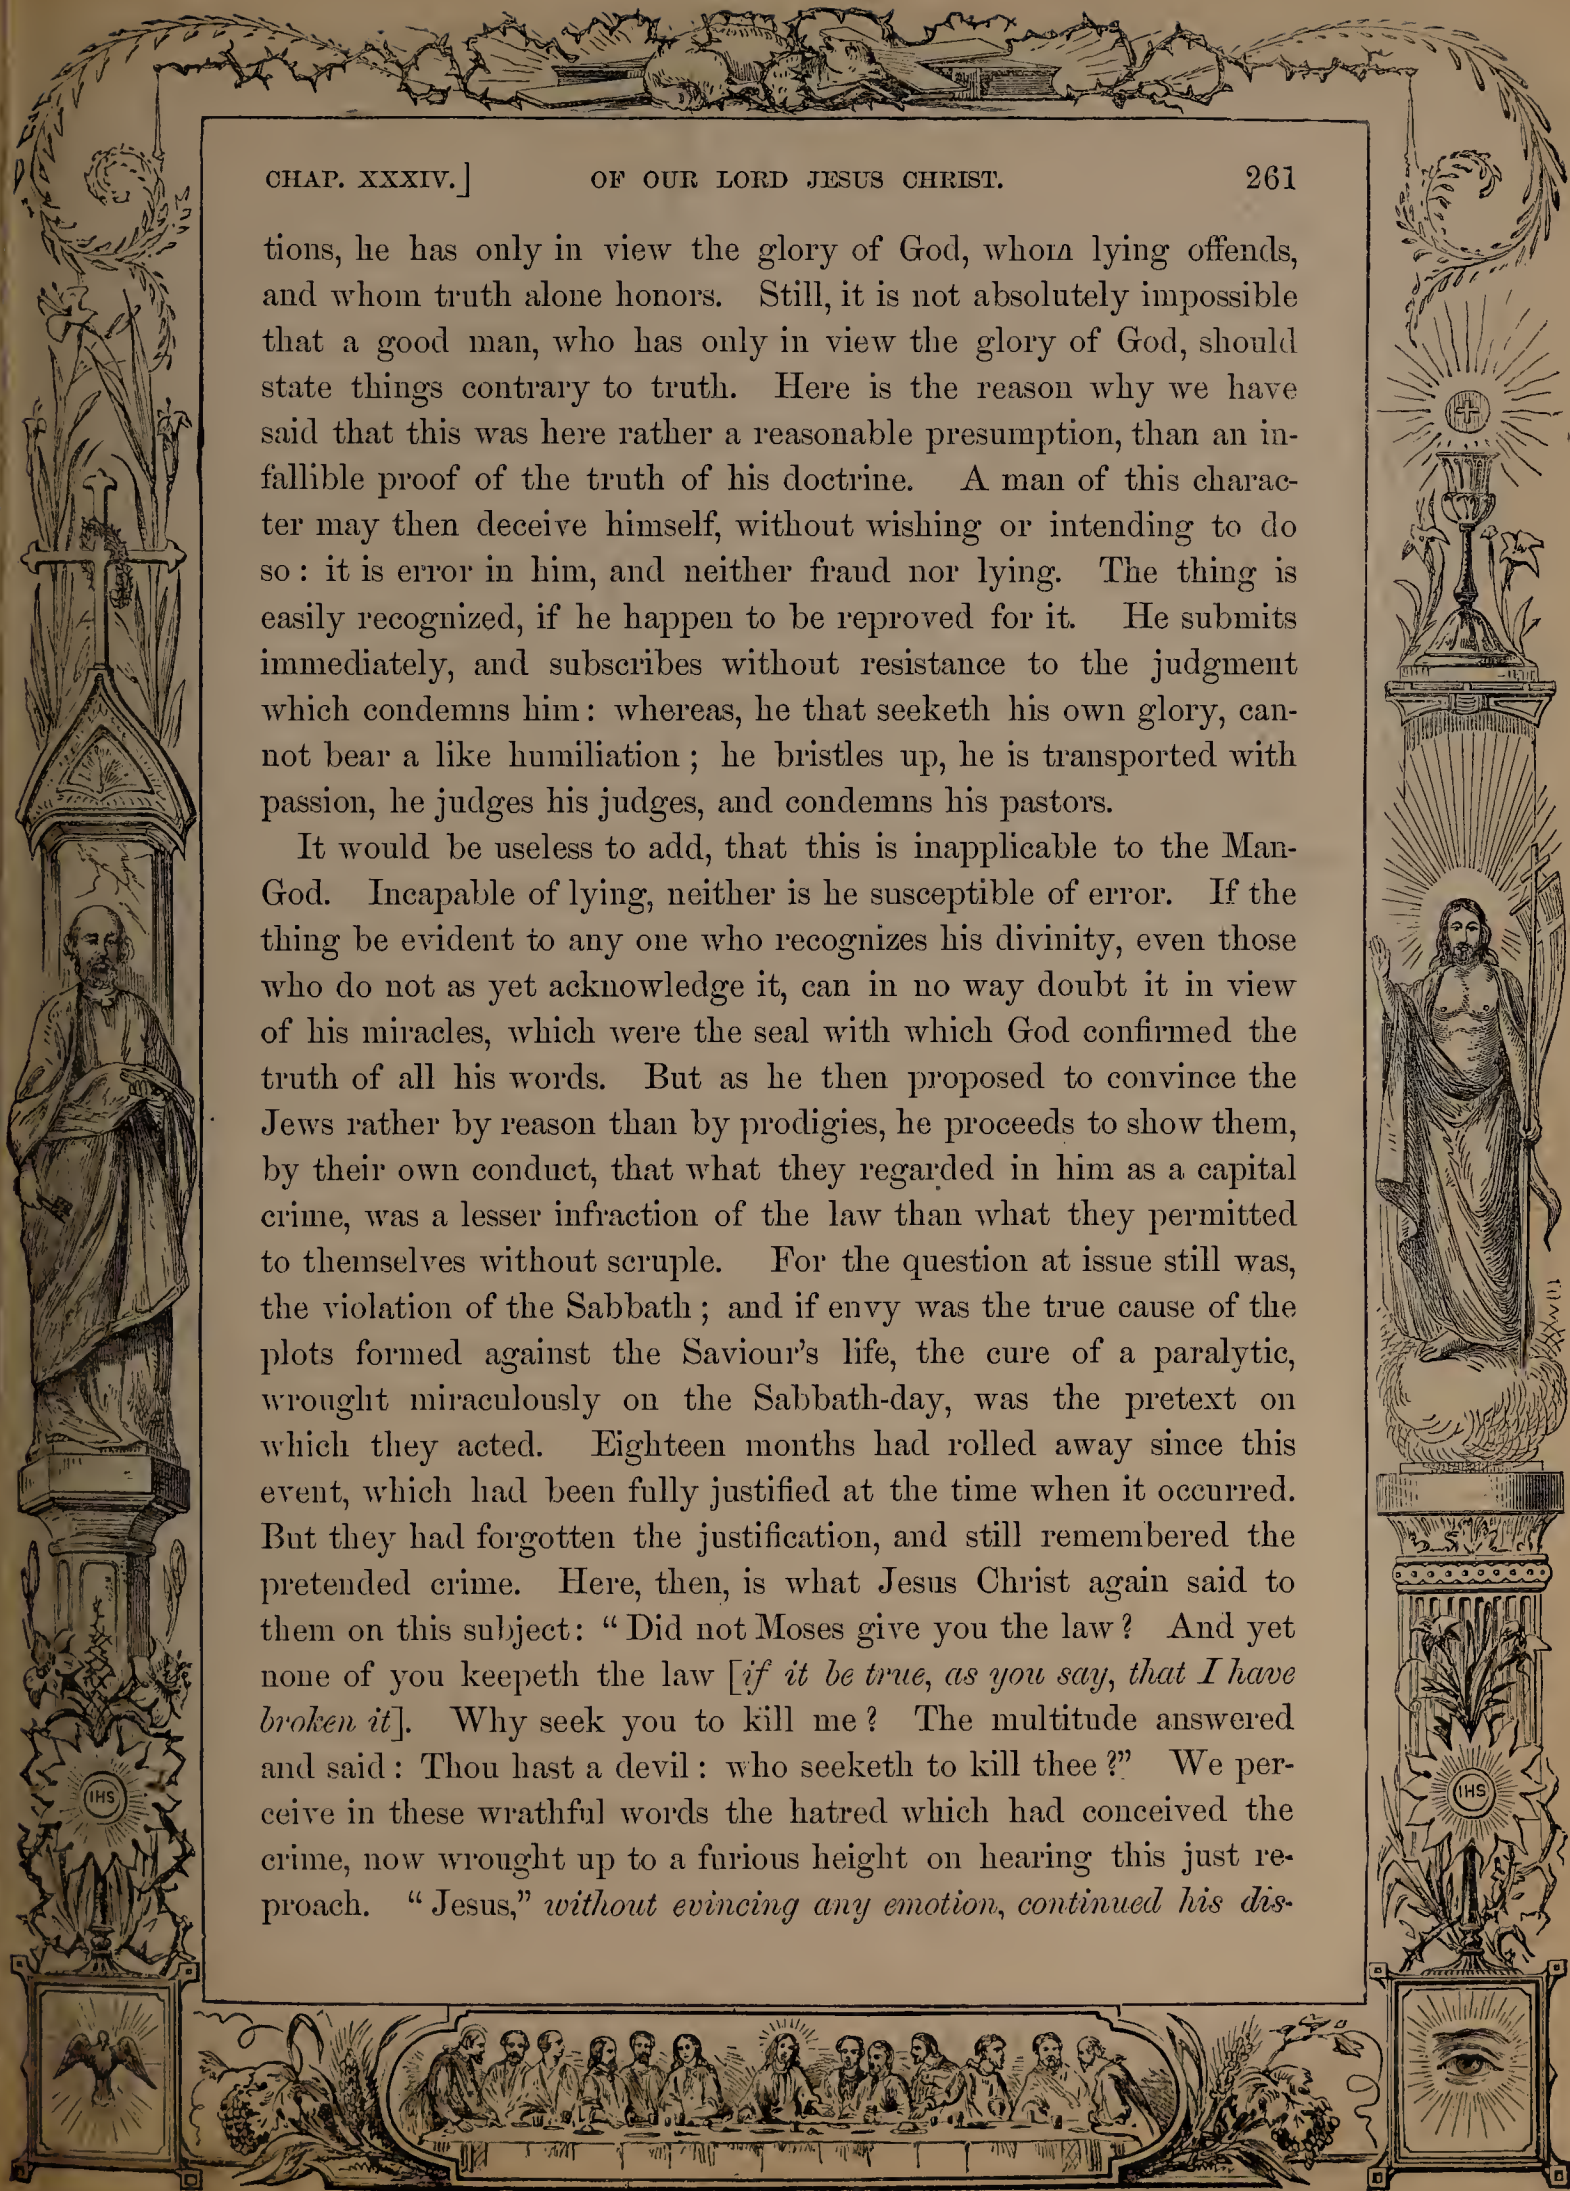 CHAP. XXXIV.] OF OUR LORD JESUS CHRIST. 261
tions, he has only in view the glory of God, whom lying offends,
and whom truth alone honors. Still, it is not absolutely impossible
that a good man, who has only in view the glory of God, should
state things contrary to truth. Here is the reason why we have
said that this was here rather a reasonable presumption, than an in-
fallible proof of the truth of his doctrine. A man of this charac-
ter may then deceive himself, without wishing or intending to do
so : it is error in him, and neither fraud nor lying. The thing is
easily recognized, if he happen to be reproved for it. He submits
immediately, and subscribes without resistance to the judgment
which condemns him : whereas, he that seeketh his own glory, can-
not bear a like humiliation ; he bristles up, he is transported with
passion, he judges his judges, and condemns his pastors.
It would be useless to add, that this is inapplicable to the Man-
God. Incapable of lying, neither is he susceptible of error. If the
thing be evident to any one who recognizes his divinity, even those
who do not as yet acknowledge it, can in no way doubt it in view
of his miracles, which were the seal with which God confirmed the
truth of all his words. But as he then proposed to convince the
Jews rather by reason than by prodigies, he proceeds to show them,
by their own conduct, that what they regarded in him as a capital
crime, was a lesser infraction of the law than what they permitted
to themselves without scruple. For the question at issue still was,
the violation of the Sabbath ; and if envy was the true cause of the
plots formed against the Saviour's life, the cure of a paralytic,
wrought miraculously on the Sabbath-day, was the pretext on
which they acted. Eighteen months had rolled away since this
event, which had been fully justified at the time when it occurred.
But they had forgotten the justification, and still remembered the
pretended crime. Here, then, is what Jesus Christ again said to
them on this subject: “ Did not Moses give you the law ? And yet
none of you keepeth the law [if it be true, as you say, that I have
broken it]. Why seek you to kill me ? The multitude answered
and said : Thou hast a devil : who seeketh to kill thee ?” We per-
ceive in these wrathful words the hatred which had conceived the
crime, now wrought up to a furious height on hearing this just re-
proach. “ Jesus,” without evincing any emotion, continued his dis-
IHS
IHS